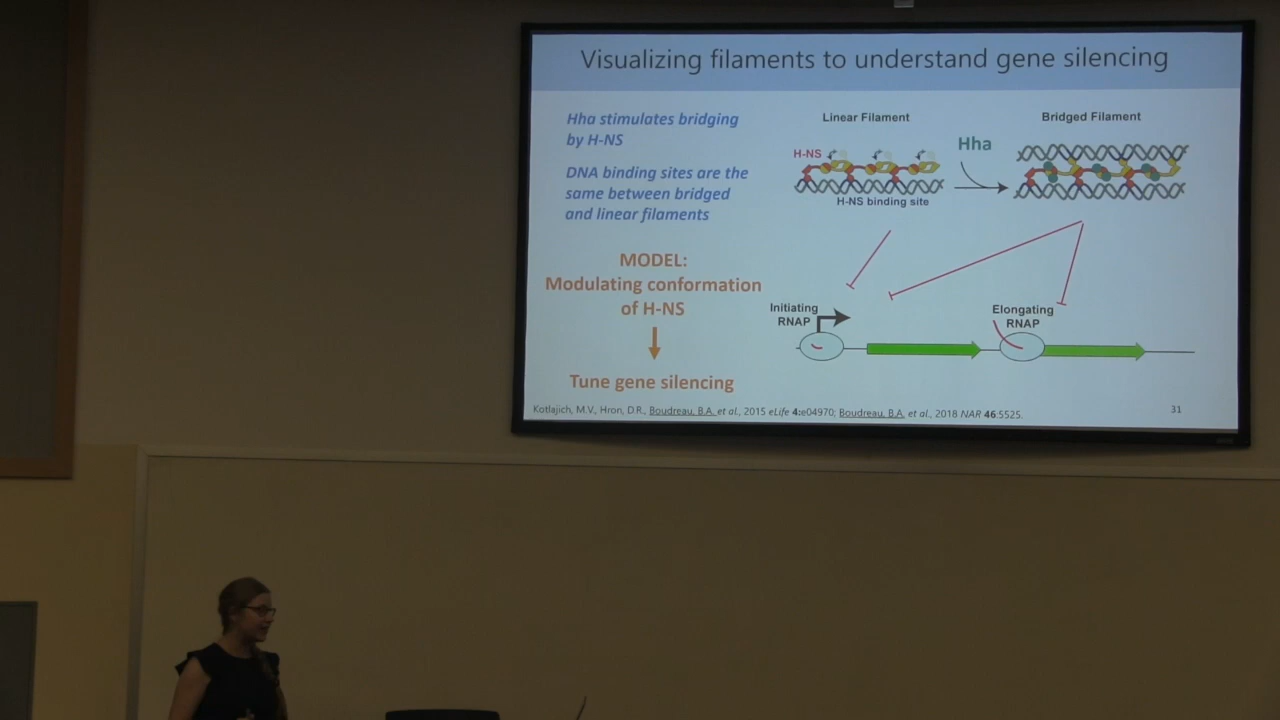 Visualizing filaments to understand gene silencing
Hha stimulates bridging
by H-NS
DNA binding sites are the
same between bridged
and linear filaments
MODEL:
Modulating conformation
of H-NS
Tune gene silencing
Linear Filament
H-NS
H-NS binding site
Hha
Bridged Filament
Initiating
RNAP
Elongating
RNAP
Kotlajich, M.V., Hron, D.R., Boudreau, B.A. et al., 2015 eLife 4:e04970; Boudreau, B.A. et al., 2018 NAR 46:5525.
31